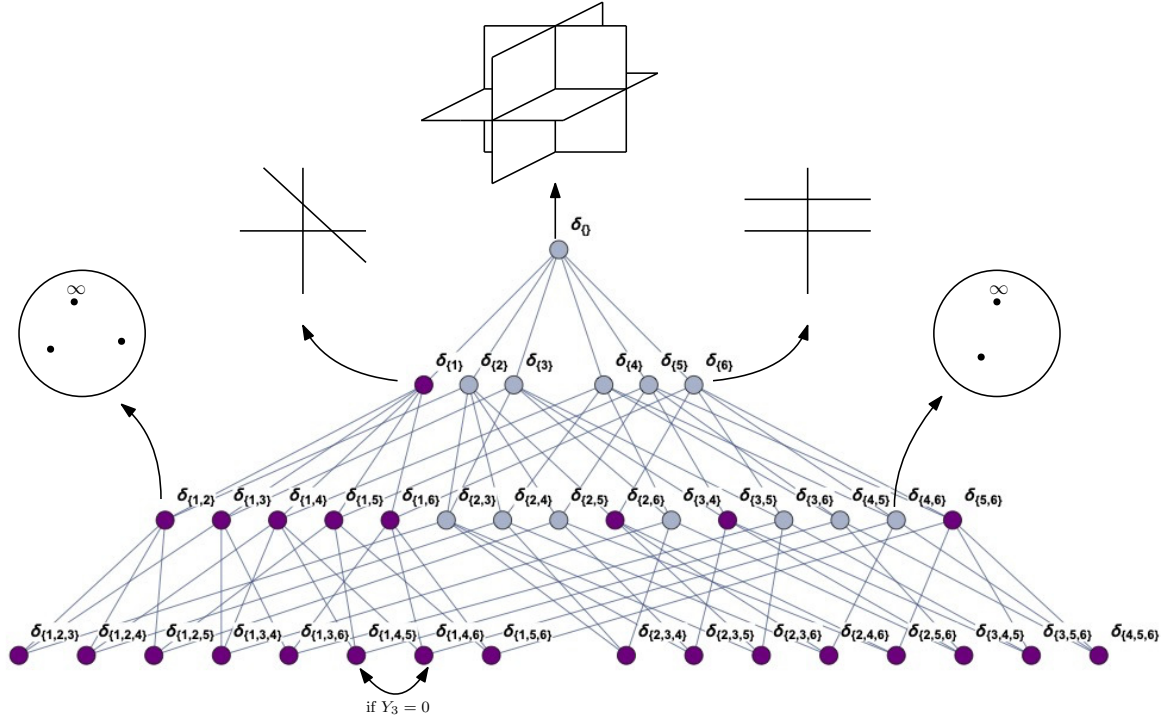 δ{}
δ{1} δ{2} δ{3} δ{4} δ{5} δ{6}
∞ ∞
δ{1,2} δ{1,3} δ{1,4} δ{1,5} δ{1,6} δ{2,3} δ{2,4} δ{2,5} δ{2,6} δ{3,4} δ{3,5} δ{3,6} δ{4,5} δ{4,6} δ{5,6}
δ{1,2,3} δ{1,2,4} δ{1,2,5} δ{1,3,4} δ{1,3,6} δ{1,4,5} δ{1,4,6} δ{1,5,6} δ{2,3,4} δ{2,3,5} δ{2,3,6} δ{2,4,6} δ{2,5,6} δ{3,4,5} δ{3,5,6} δ{4,5,6}
if Y₃ = 0